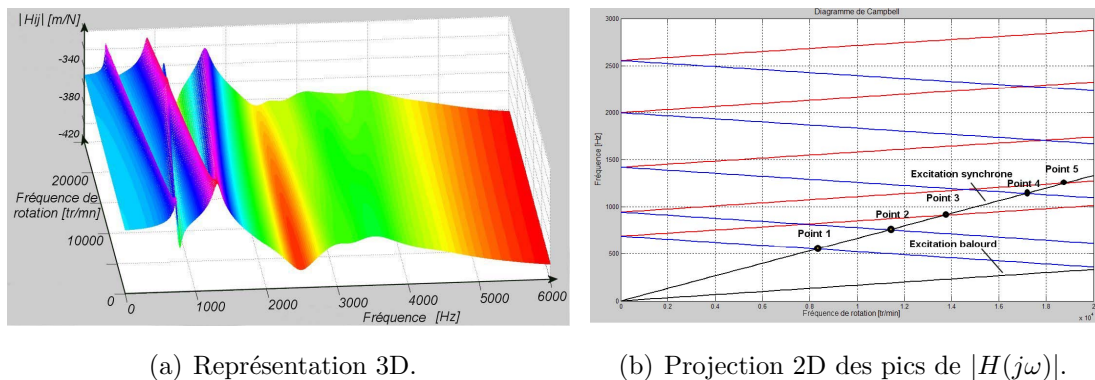 |Hij| [m/N]
-340
-380
-420
20000
Fréquence de
rotation [tr/mn]
10000
0
0
1000
2000
3000
4000
5000
6000
Fréquence [Hz]
(a) Représentation 3D.
Diagramme de Campbell
2500
2000
1500
1000
500
0
Fréquence [Hz]
Excitation synchrone
Point 5
Point 4
Point 3
Point 2
Point 1
Excitation balourd
0
0.2
0.4
0.6
0.8
1
1.2
1.4
1.6
1.8
2
Fréquence de rotation [tr/min]
x 10⁴
(b) Projection 2D des pics de |H(jω)|.